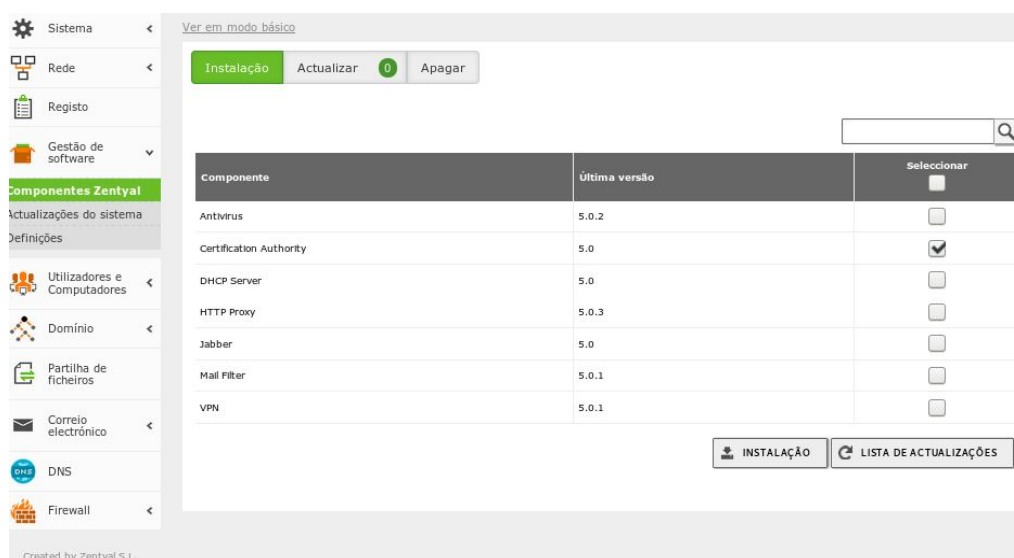 Sistema
Rede
Registo
Gestão de
software
Componentes Zentyal
Actualizações do sistema
Definições
Utilizadores e
Computadores
Domínio
Partilha de
ficheiros
Correio
electrónico
DNS
DNS
Firewall
Created by Zentyal S.L.
Ver em modo básico
Instalação Actualizar 0 Apagar
Componente Última versão Seleccionar
Antivirus 5.0.2
Certification Authority 5.0
DHCP Server 5.0
HTTP Proxy 5.0.3
Jabber 5.0
Mail Filter 5.0.1
VPN 5.0.1
INSTALAÇÃO LISTA DE ACTUALIZAÇÕES